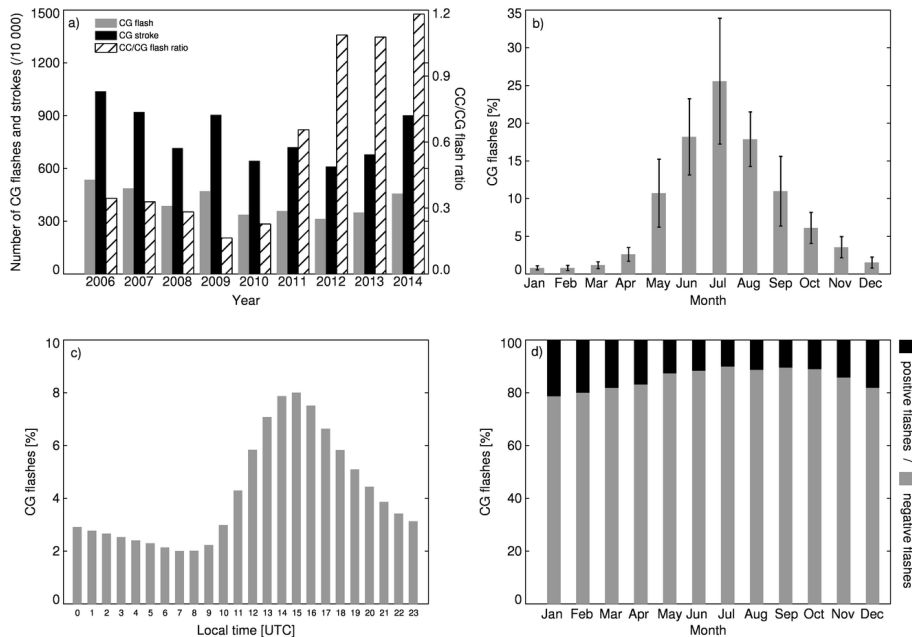 a)
CG flash
CG stroke
CC/CG flash ratio
Number of CG flashes and strokes (/10 000)
1500
1200
900
600
300
0
1.2
0.9
0.6
0.3
0.0
CC/CG flash ratio
2006 2007 2008 2009 2010 2011 2012 2013 2014
Year
b)
CG flashes [%]
35
30
25
20
15
10
5
0
Jan Feb Mar Apr May Jun Jul Aug Sep Oct Nov Dec
Month
c)
CG flashes [%]
10
8
6
4
2
0
0 1 2 3 4 5 6 7 8 9 10 11 12 13 14 15 16 17 18 19 20 21 22 23
Local time [UTC]
d)
CG flashes [%]
100
80
60
40
20
0
Jan Feb Mar Apr May Jun Jul Aug Sep Oct Nov Dec
Month
positive flashes / negative flashes